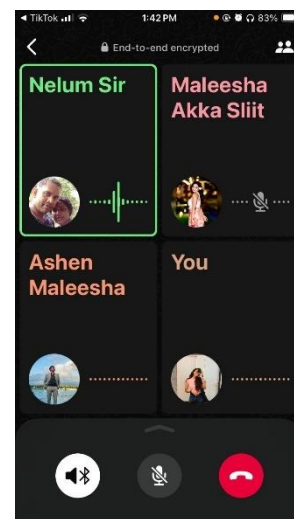 TikTok 1:42 PM 83%
End-to-end encrypted
Nelum Sir
Maleesha
Akka Sliit
Ashen
Maleesha
You